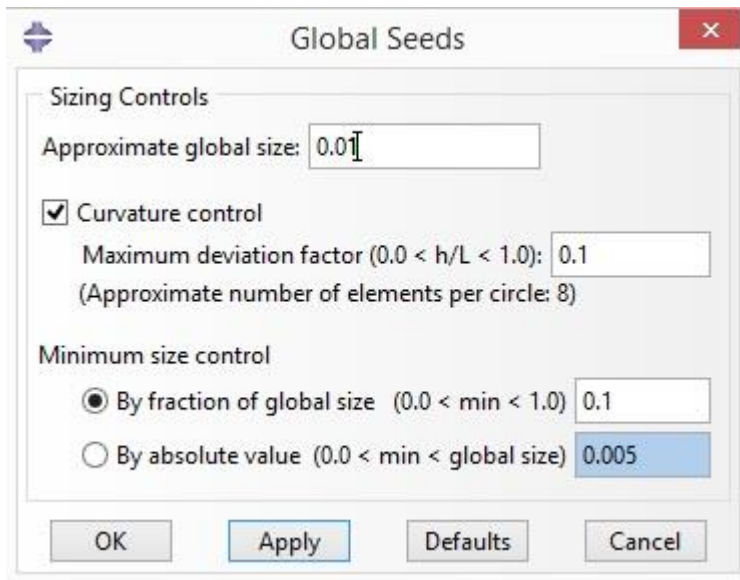 Global Seeds
Sizing Controls
Approximate global size: 0.01
Curvature control
Maximum deviation factor (0.0 < h/L < 1.0): 0.1
(Approximate number of elements per circle: 8)
Minimum size control
By fraction of global size (0.0 < min < 1.0) 0.1
By absolute value (0.0 < min < global size) 0.005
OK Apply Defaults Cancel